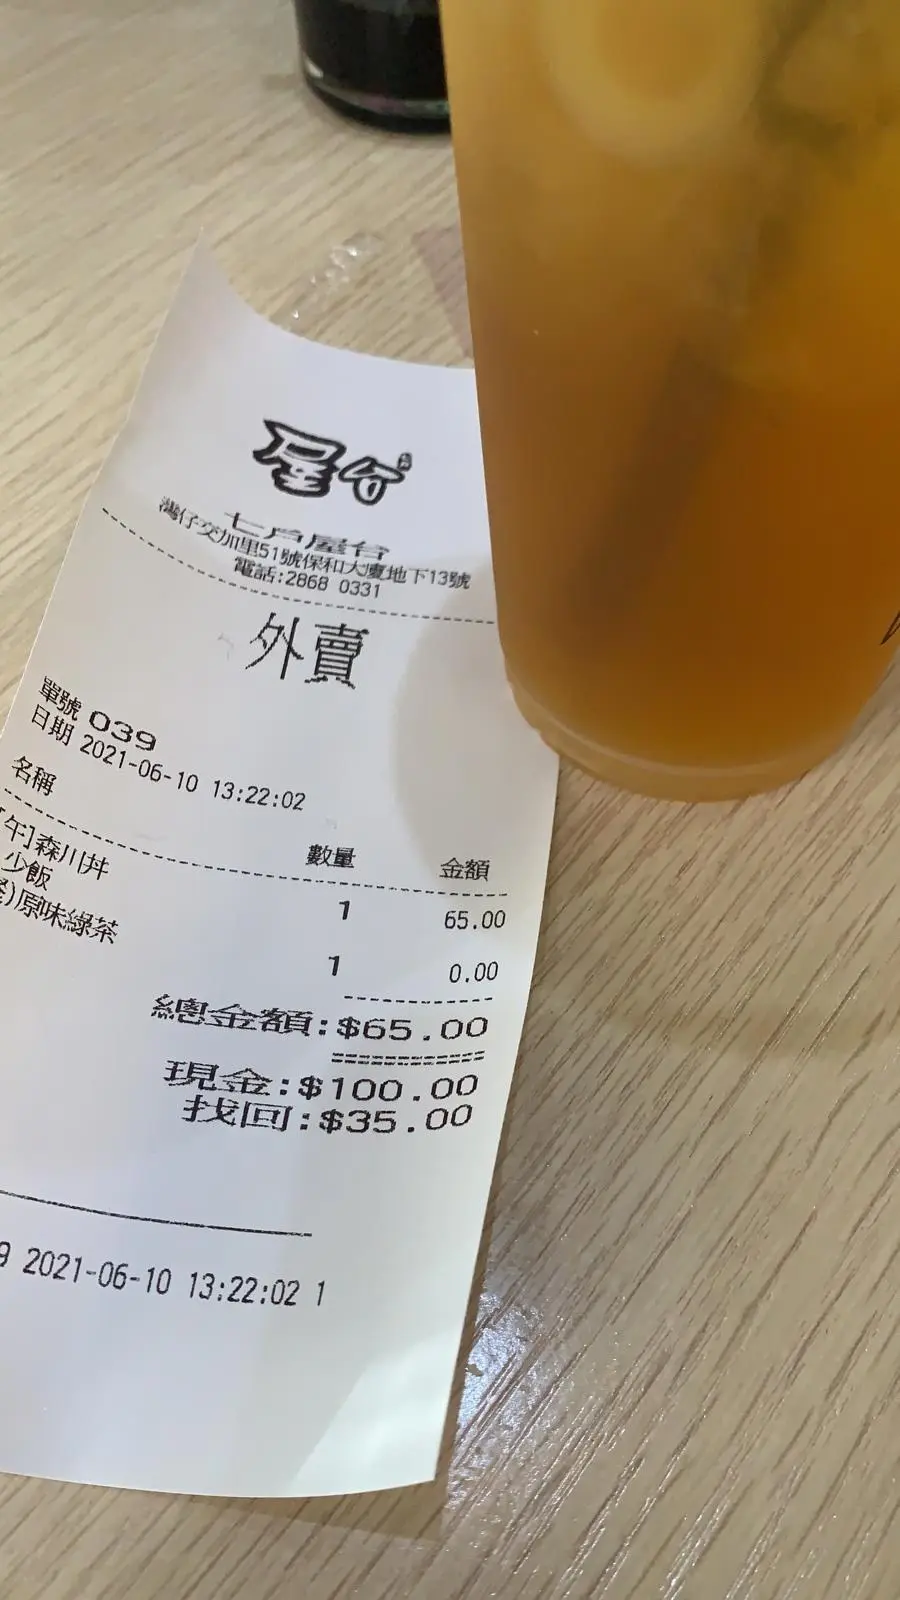 屋台
七戶屋台
灣仔交加里51號保和大廈地下13號
電話:2868 0331
外賣
單號 039
日期 2021-06-10 13:22:02
名稱 數量 金額
[午]森川丼 1 65.00
少飯
)原味綠茶 1 0.00
總金額:$65.00
現金:$100.00
找回:$35.00
9 2021-06-10 13:22:02 1